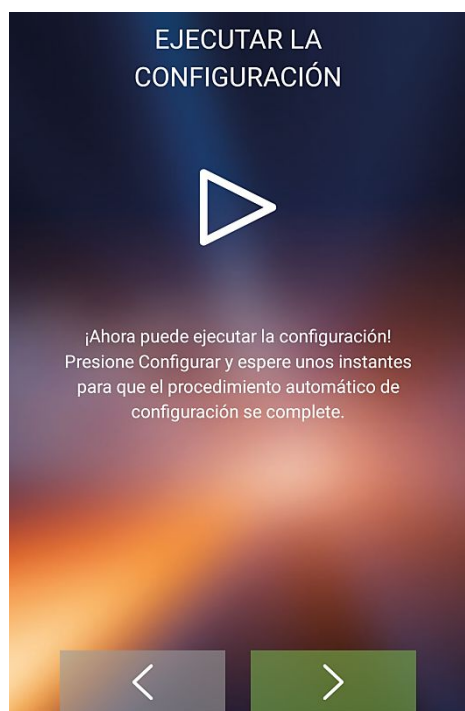 EJECUTAR LA
CONFIGURACIÓN
¡Ahora puede ejecutar la configuración!
Presione Configurar y espere unos instantes
para que el procedimiento automático de
configuración se complete.